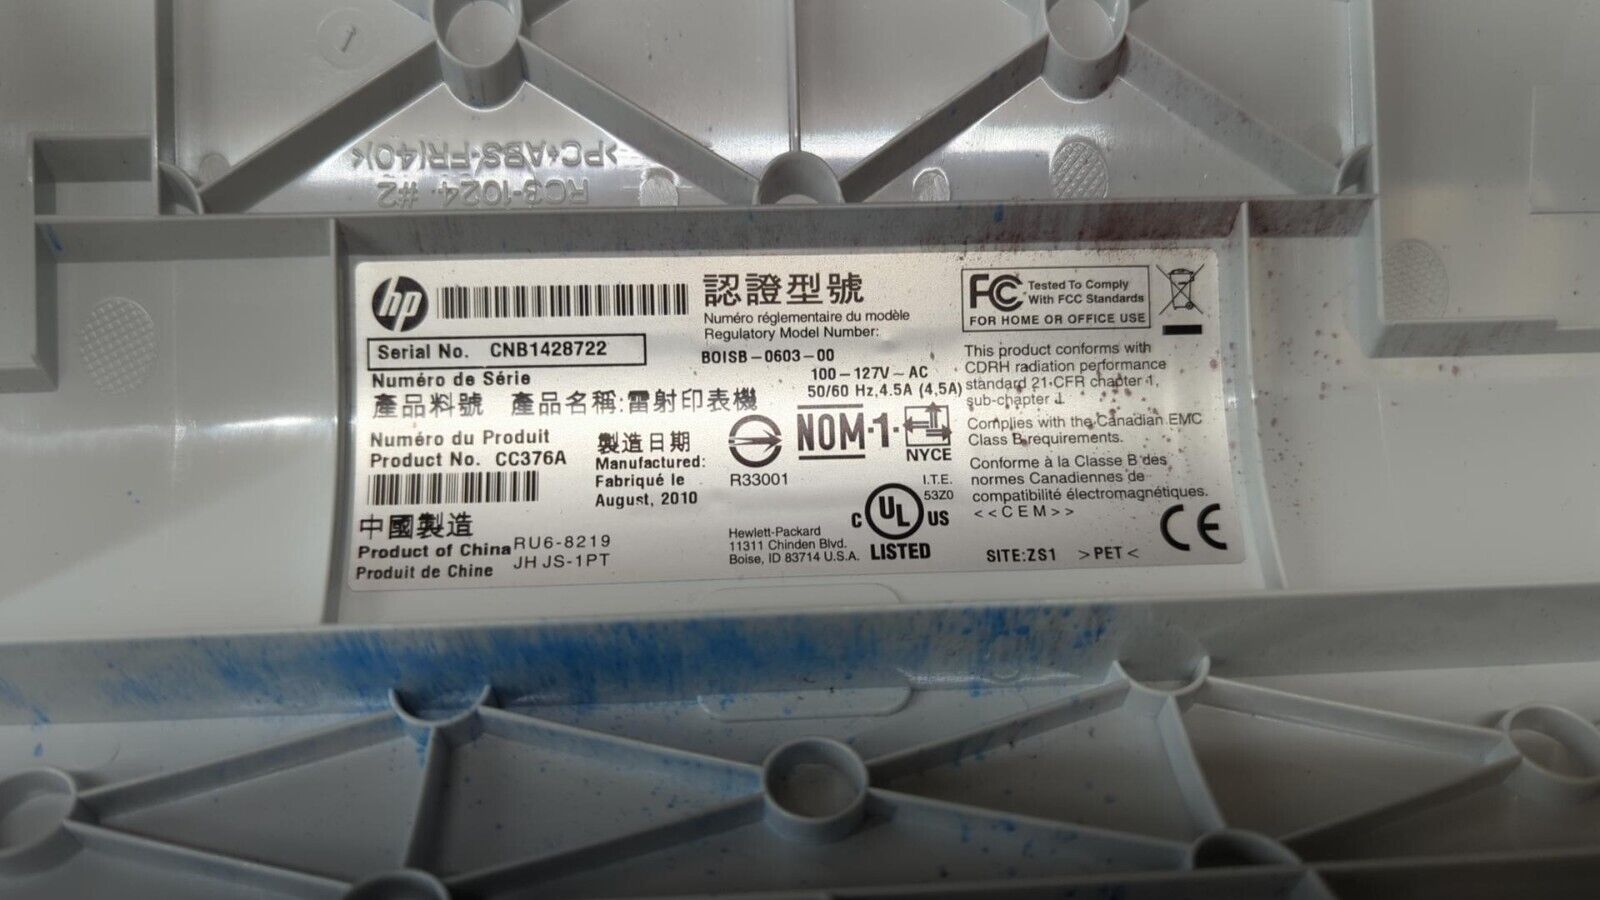 1
>PC+ABS-FR(40)<
RC3-1024 #2
hp
認證型號
Numéro réglementaire du modèle
Regulatory Model Number:
BOISB-0603-00
100-127V~AC
50/60 Hz,4.5A (4,5A)
Serial No. CNB1428722
Numéro de Série
產品料號 產品名稱:雷射印表機
Numéro du Produit
Product No. CC376A
製造日期
Manufactured:
Fabriqué le
August, 2010
中國製造
Product of China
Produit de Chine
RU6-8219
JH JS-1PT
R33001
NOM-1-
NYCE
Hewlett-Packard
11311 Chinden Blvd.
Boise, ID 83714 U.S.A.
I.T.E.
53Z0
C UL US
LISTED
FC Tested To Comply
With FCC Standards
FOR HOME OR OFFICE USE
This product conforms with
CDRH radiation performance
standard 21 CFR chapter 1,
sub-chapter J.
Complies with the Canadian EMC
Class B requirements.
Conforme à la Classe B des
normes Canadiennes de
compatibilité électromagnétiques.
<<CEM>>
SITE:ZS1 >PET<
CE